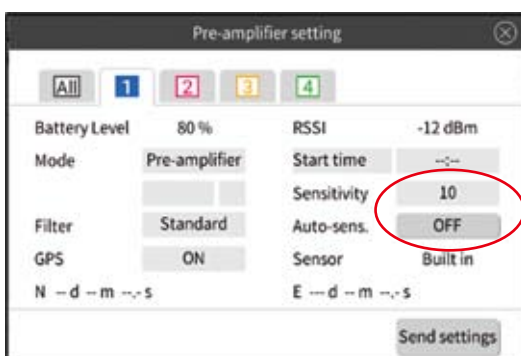 Pre-amplifier setting
All 1 2 3 4
Battery Level 80 % RSSI -12 dBm
Mode Pre-amplifier Start time --:--
Sensitivity 10
Filter Standard Auto-sens. OFF
GPS ON Sensor Built in
N -- d -- m --.- s E --- d -- m --.- s
Send settings